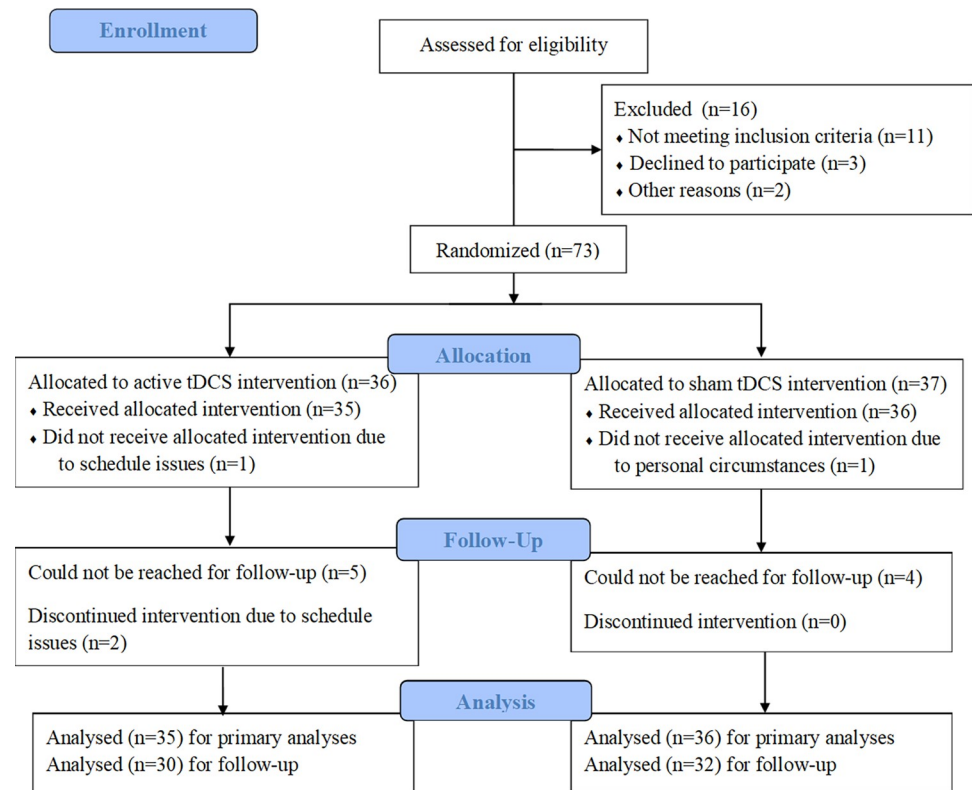 Enrollment
Assessed for eligibility
Excluded (n=16)
♦ Not meeting inclusion criteria (n=11)
♦ Declined to participate (n=3)
♦ Other reasons (n=2)
Randomized (n=73)
Allocation
Allocated to active tDCS intervention (n=36)
♦ Received allocated intervention (n=35)
♦ Did not receive allocated intervention due
to schedule issues (n=1)
Allocated to sham tDCS intervention (n=37)
♦ Received allocated intervention (n=36)
♦ Did not receive allocated intervention due
to personal circumstances (n=1)
Follow-Up
Could not be reached for follow-up (n=5)
Discontinued intervention due to schedule
issues (n=2)
Could not be reached for follow-up (n=4)
Discontinued intervention (n=0)
Analysis
Analysed (n=35) for primary analyses
Analysed (n=30) for follow-up
Analysed (n=36) for primary analyses
Analysed (n=32) for follow-up